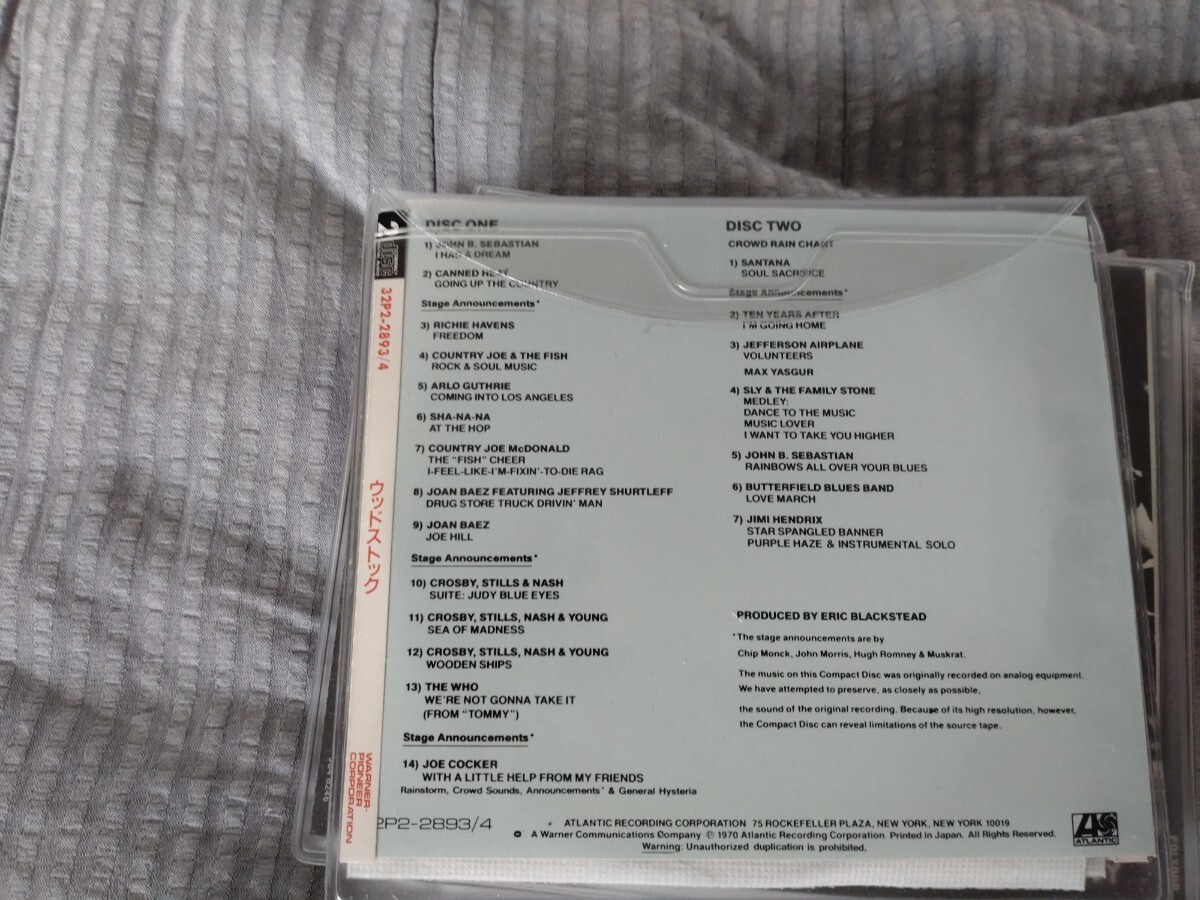 2
32P2-2893/4
ウッドストック
WARNER-
PIONEER
CORPORATION
DISC ONE
1) JOHN B. SEBASTIAN
I HAD A DREAM
2) CANNED HEAT
GOING UP THE COUNTRY
Stage Announcements*
3) RICHIE HAVENS
FREEDOM
4) COUNTRY JOE & THE FISH
ROCK & SOUL MUSIC
5) ARLO GUTHRIE
COMING INTO LOS ANGELES
6) SHA-NA-NA
AT THE HOP
7) COUNTRY JOE McDONALD
THE "FISH" CHEER
I-FEEL-LIKE-I'M-FIXIN'-TO-DIE RAG
8) JOAN BAEZ FEATURING JEFFREY SHURTLEFF
DRUG STORE TRUCK DRIVIN' MAN
9) JOAN BAEZ
JOE HILL
Stage Announcements*
10) CROSBY, STILLS & NASH
SUITE: JUDY BLUE EYES
11) CROSBY, STILLS, NASH & YOUNG
SEA OF MADNESS
12) CROSBY, STILLS, NASH & YOUNG
WOODEN SHIPS
13) THE WHO
WE'RE NOT GONNA TAKE IT
(FROM "TOMMY")
Stage Announcements*
14) JOE COCKER
WITH A LITTLE HELP FROM MY FRIENDS
Rainstorm, Crowd Sounds, Announcements* & General Hysteria
DISC TWO
CROWD RAIN CHANT
1) SANTANA
SOUL SACRIFICE
Stage Announcements*
2) TEN YEARS AFTER
I'M GOING HOME
3) JEFFERSON AIRPLANE
VOLUNTEERS
MAX YASGUR
4) SLY & THE FAMILY STONE
MEDLEY:
DANCE TO THE MUSIC
MUSIC LOVER
I WANT TO TAKE YOU HIGHER
5) JOHN B. SEBASTIAN
RAINBOWS ALL OVER YOUR BLUES
6) BUTTERFIELD BLUES BAND
LOVE MARCH
7) JIMI HENDRIX
STAR SPANGLED BANNER
PURPLE HAZE & INSTRUMENTAL SOLO
PRODUCED BY ERIC BLACKSTEAD
*The stage announcements are by
Chip Monck, John Morris, Hugh Romney & Muskrat.
The music on this Compact Disc was originally recorded on analog equipment.
We have attempted to preserve, as closely as possible,
the sound of the original recording. Because of its high resolution, however,
the Compact Disc can reveal limitations of the source tape.
2P2-2893/4
ATLANTIC RECORDING CORPORATION 75 ROCKEFELLER PLAZA, NEW YORK, NEW YORK 10019
A Warner Communications Company ℗ 1970 Atlantic Recording Corporation Printed in Japan. All Rights Reserved.
Warning: Unauthorized duplication is prohibited.
ATLANTIC